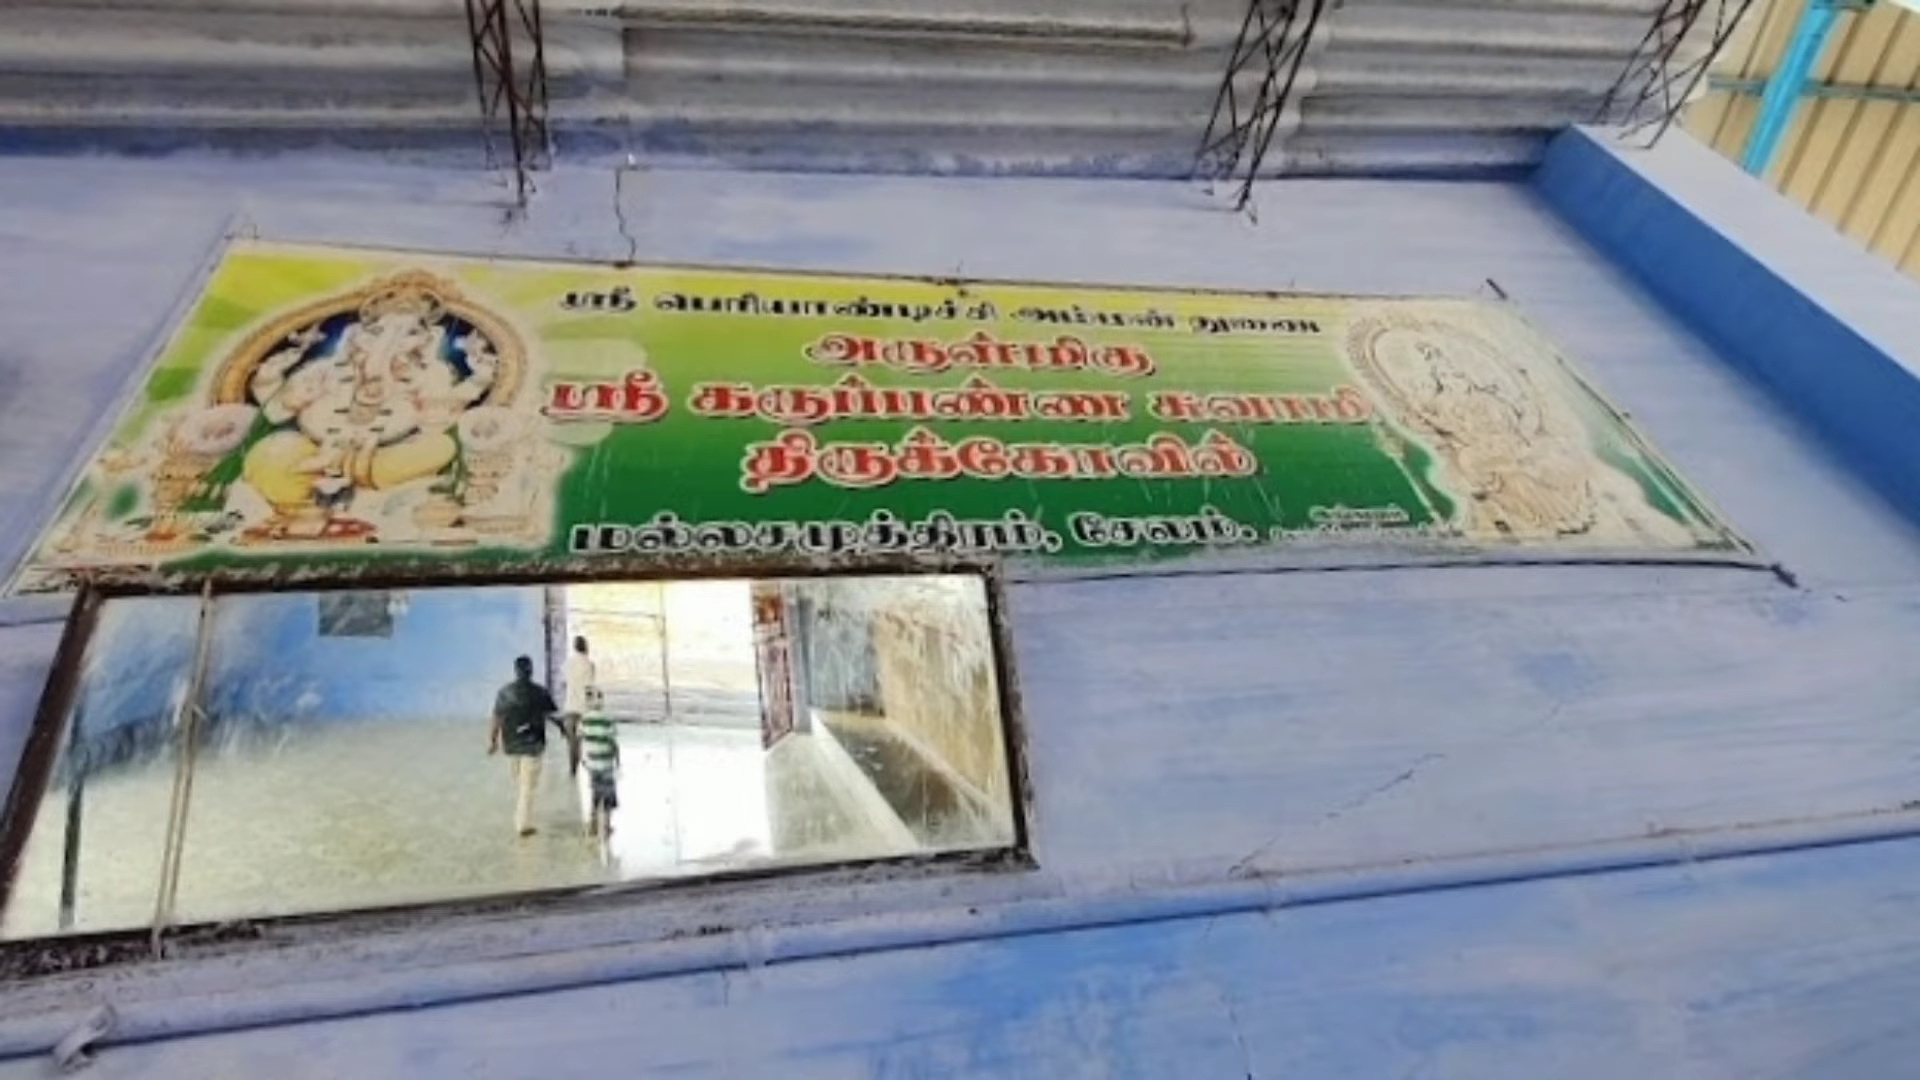 ஸ்ரீ பெரியாண்டிச்சி அம்மன் துணை
அருள்மிகு
ஸ்ரீ கருப்பண்ண சுவாமி
திருக்கோவில்
மல்லசமுத்திரம், சேலம்.